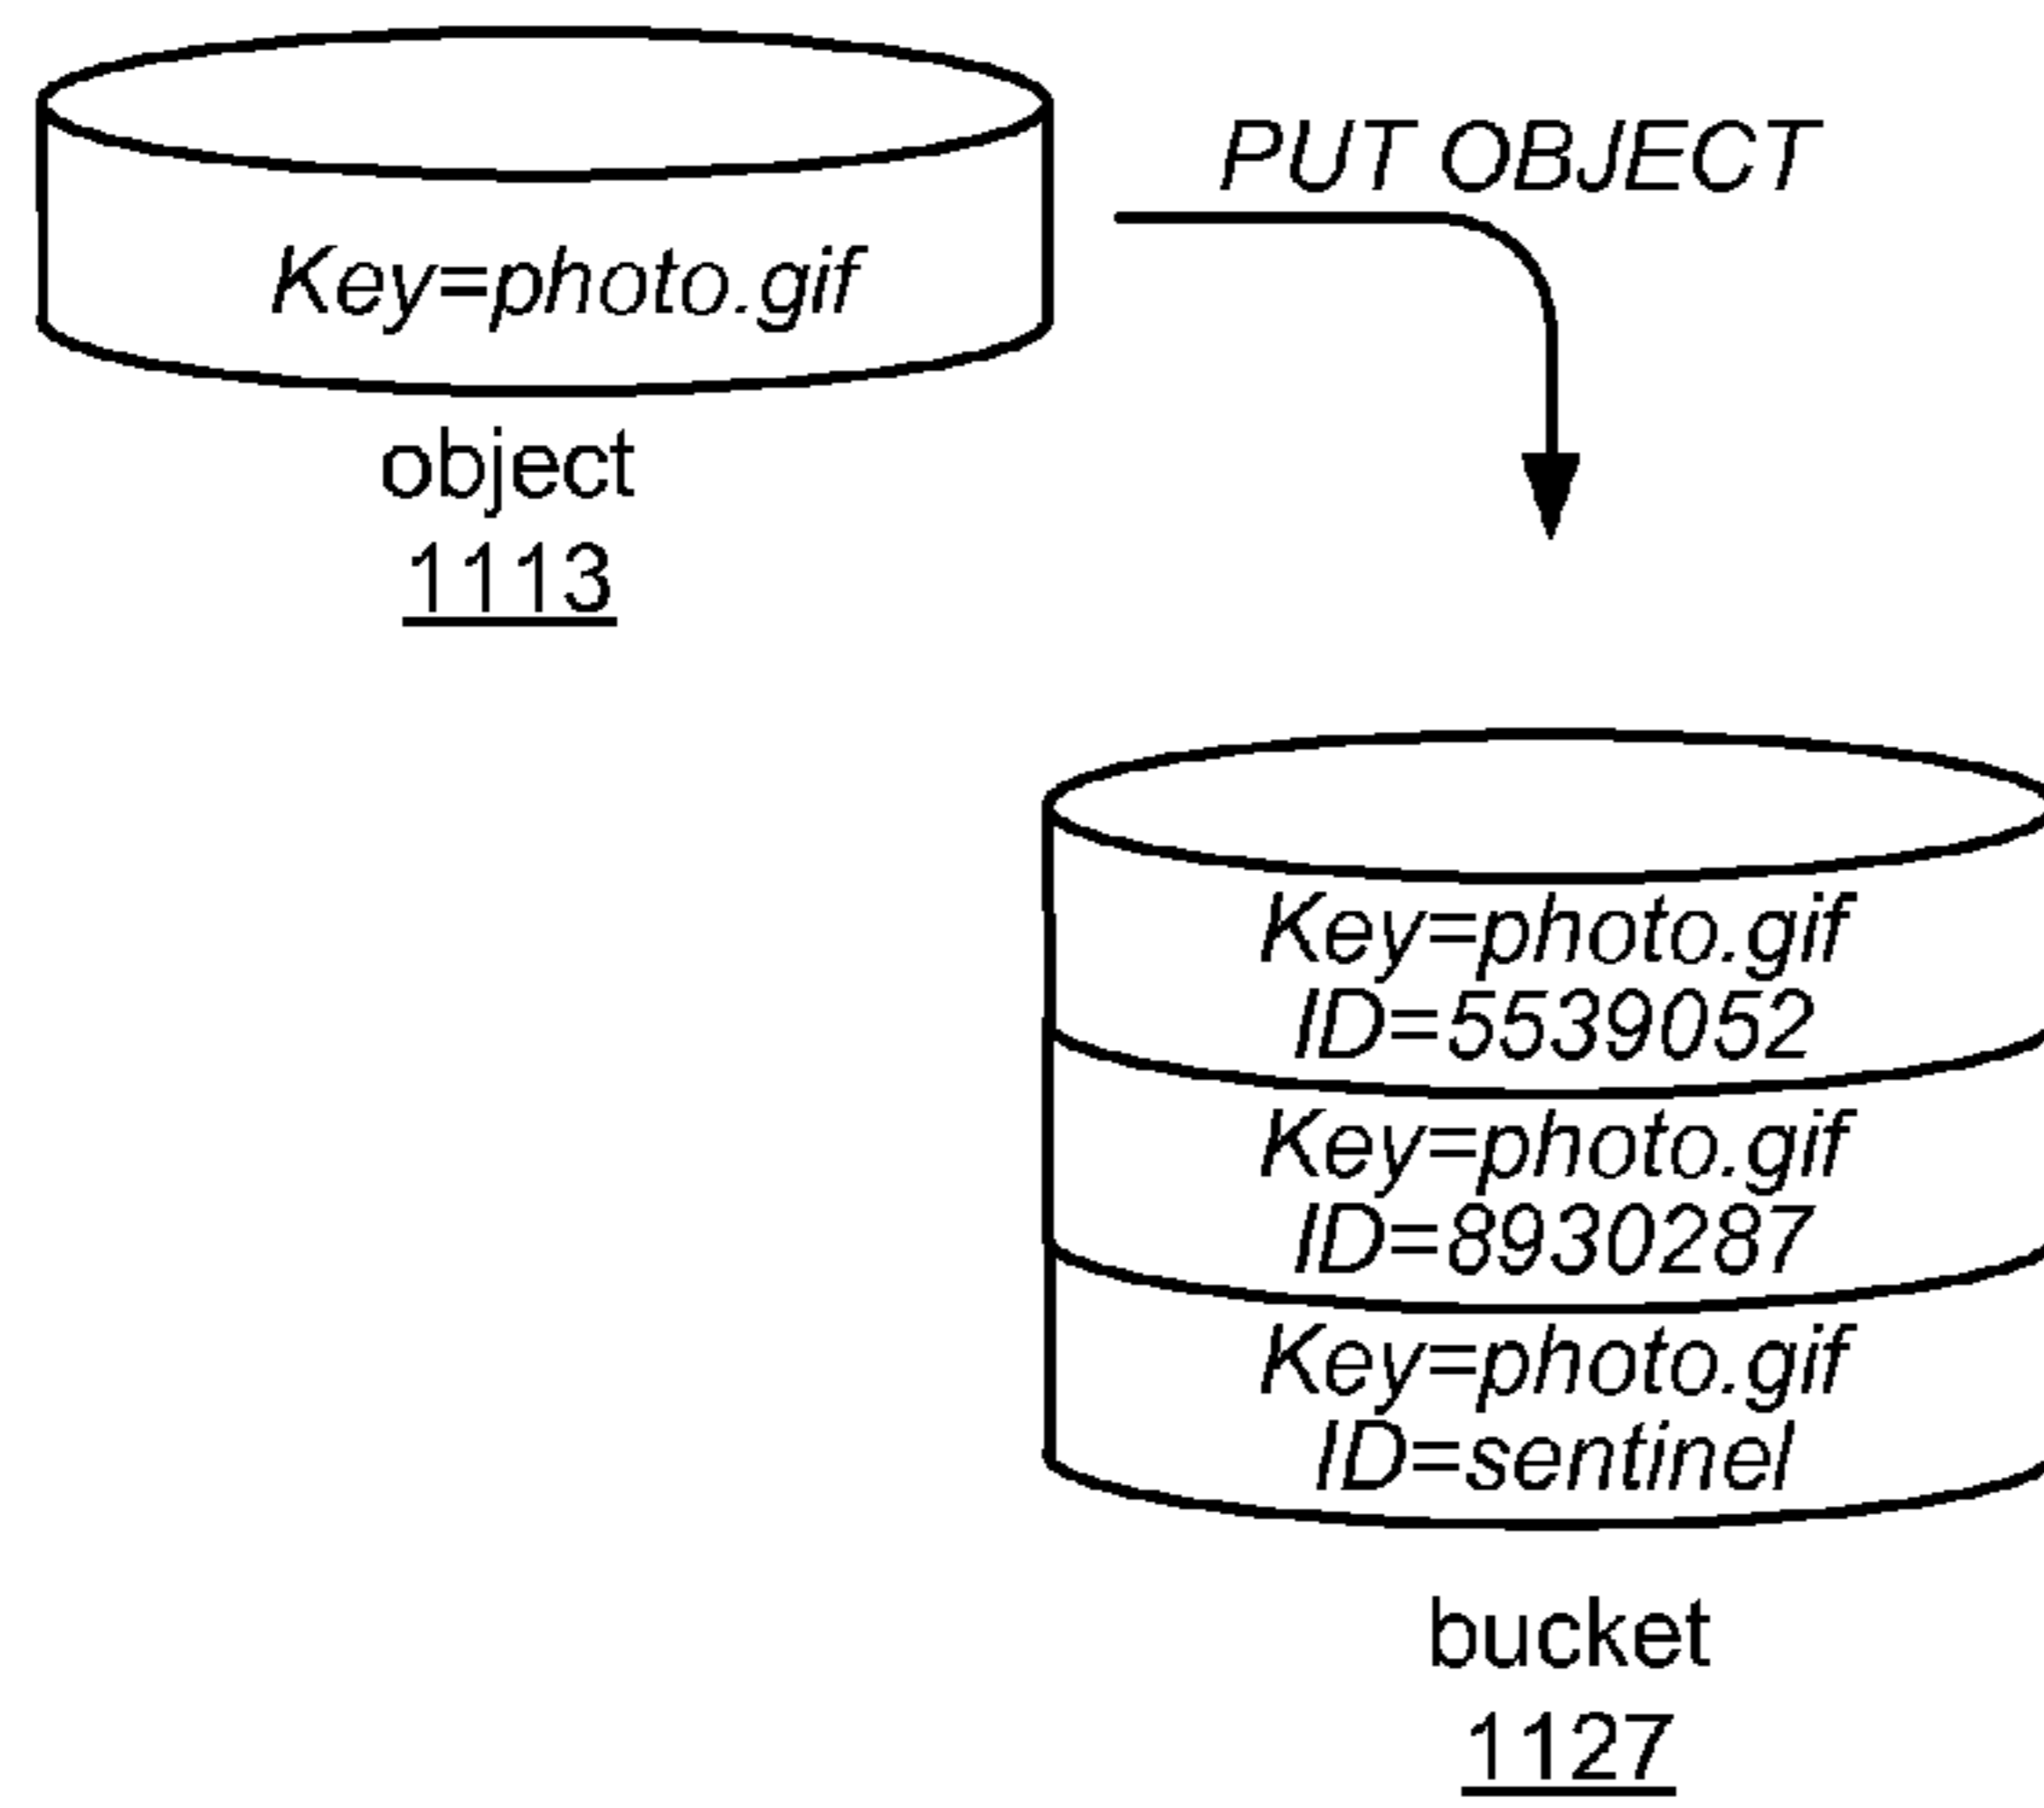 PUT OBJECT
Key=photo.gif
object
1113
Key=photo.gif
ID=5539052
Key=photo.gif
ID=8930287
Key=photo.gif
ID=sentinel
bucket
1127